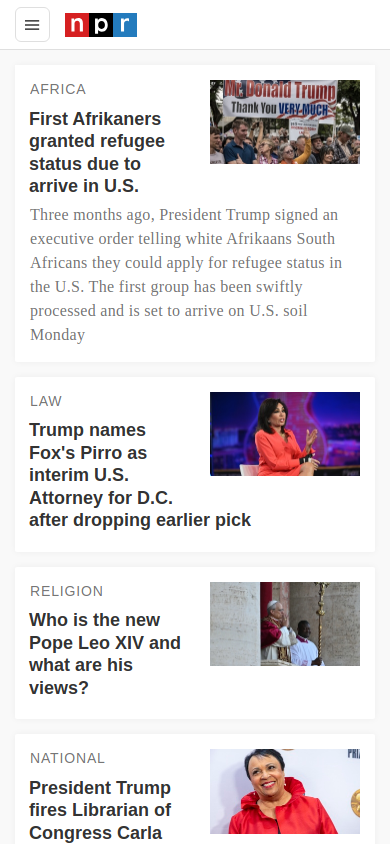 npr
AFRICA
First Afrikaners
granted refugee
status due to
arrive in U.S.
Mr. Donald Trump
Thank You VERY MUCH
Three months ago, President Trump signed an
executive order telling white Afrikaans South
Africans they could apply for refugee status in
the U.S. The first group has been swiftly
processed and is set to arrive on U.S. soil
Monday
LAW
Trump names
Fox's Pirro as
interim U.S.
Attorney for D.C.
after dropping earlier pick
RELIGION
Who is the new
Pope Leo XIV and
what are his
views?
NATIONAL
President Trump
fires Librarian of
Congress Carla